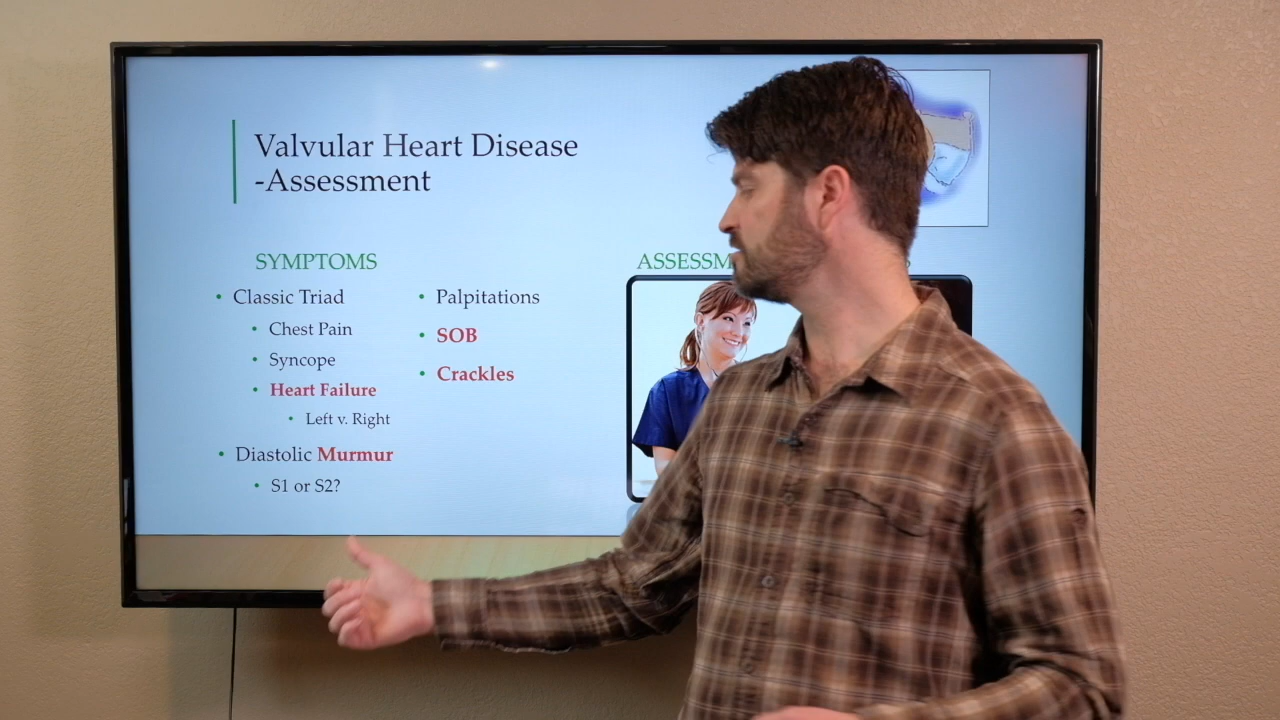 Valvular Heart Disease
-Assessment
SYMPTOMS
• Classic Triad
• Chest Pain
• Syncope
• Heart Failure
• Left v. Right
• Diastolic Murmur
• S1 or S2?
• Palpitations
• SOB
• Crackles